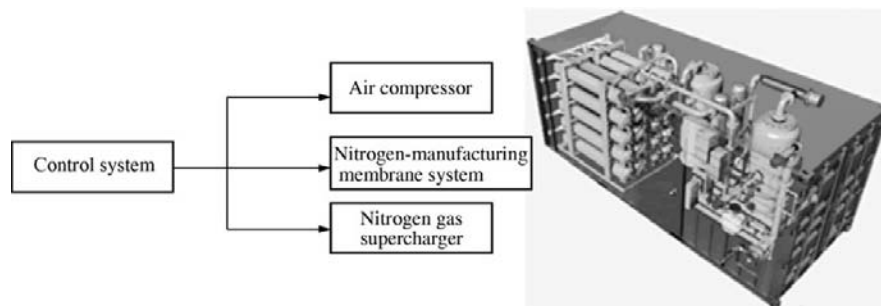 Air compressor
Control system
Nitrogen-manufacturing
membrane system
Nitrogen gas
supercharger